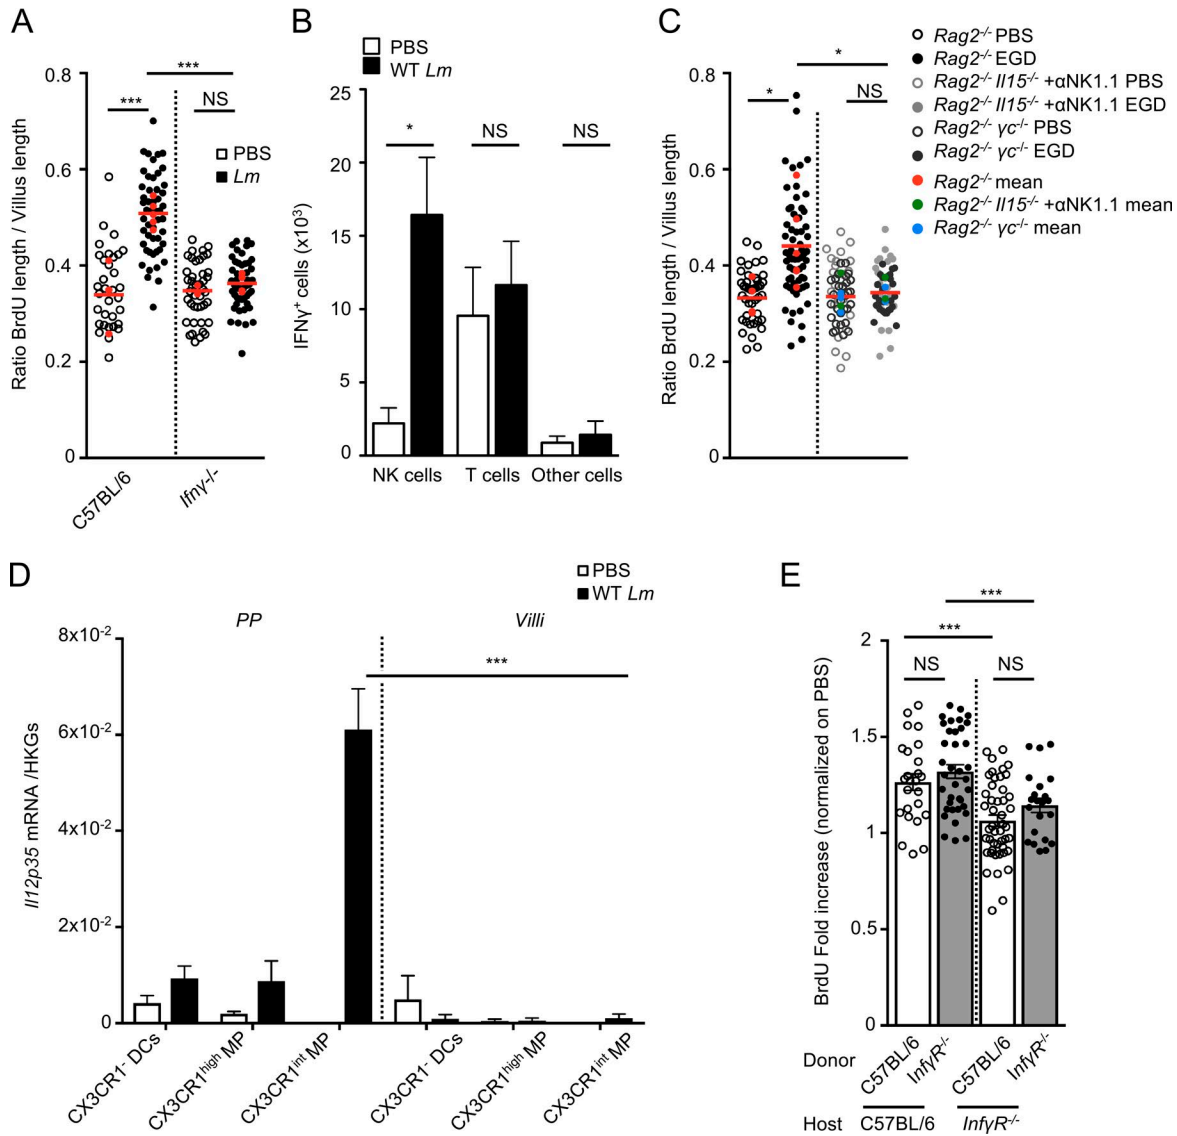 A
Ratio BrdU length / Villus length
0.8
0.6
0.4
0.2
0
***
***
NS
PBS
Lm
C57BL/6
Ifnγ-/-
B
PBS
WT Lm
IFNγ⁺ cells (x10³)
25
20
15
10
5
0
*
NS
NS
NK cells
T cells
Other cells
C
Ratio BrdU length / Villus length
0.8
0.6
0.4
0.2
0
*
*
NS
Rag2⁻/⁻ PBS
Rag2⁻/⁻ EGD
Rag2⁻/⁻ Il15⁻/⁻ +αNK1.1 PBS
Rag2⁻/⁻ Il15⁻/⁻ +αNK1.1 EGD
Rag2⁻/⁻ γc⁻/⁻ PBS
Rag2⁻/⁻ γc⁻/⁻ EGD
Rag2⁻/⁻ mean
Rag2⁻/⁻ Il15⁻/⁻ +αNK1.1 mean
Rag2⁻/⁻ γc⁻/⁻ mean
D
PBS
WT Lm
PP
Villi
Il12p35 mRNA /HKGs
8x10⁻²
6x10⁻²
4x10⁻²
2x10⁻²
0
***
CX3CR1⁻ DCs
CX3CR1ʰⁱᵍʰ MP
CX3CR1ⁱⁿᵗ MP
CX3CR1⁻ DCs
CX3CR1ʰⁱᵍʰ MP
CX3CR1ⁱⁿᵗ MP
E
BrdU Fold increase (normalized on PBS)
2
1.5
1
0.5
0
***
***
NS
NS
Donor
C57BL/6
InfγR⁻/⁻
C57BL/6
InfγR⁻/⁻
Host
C57BL/6
InfγR⁻/⁻